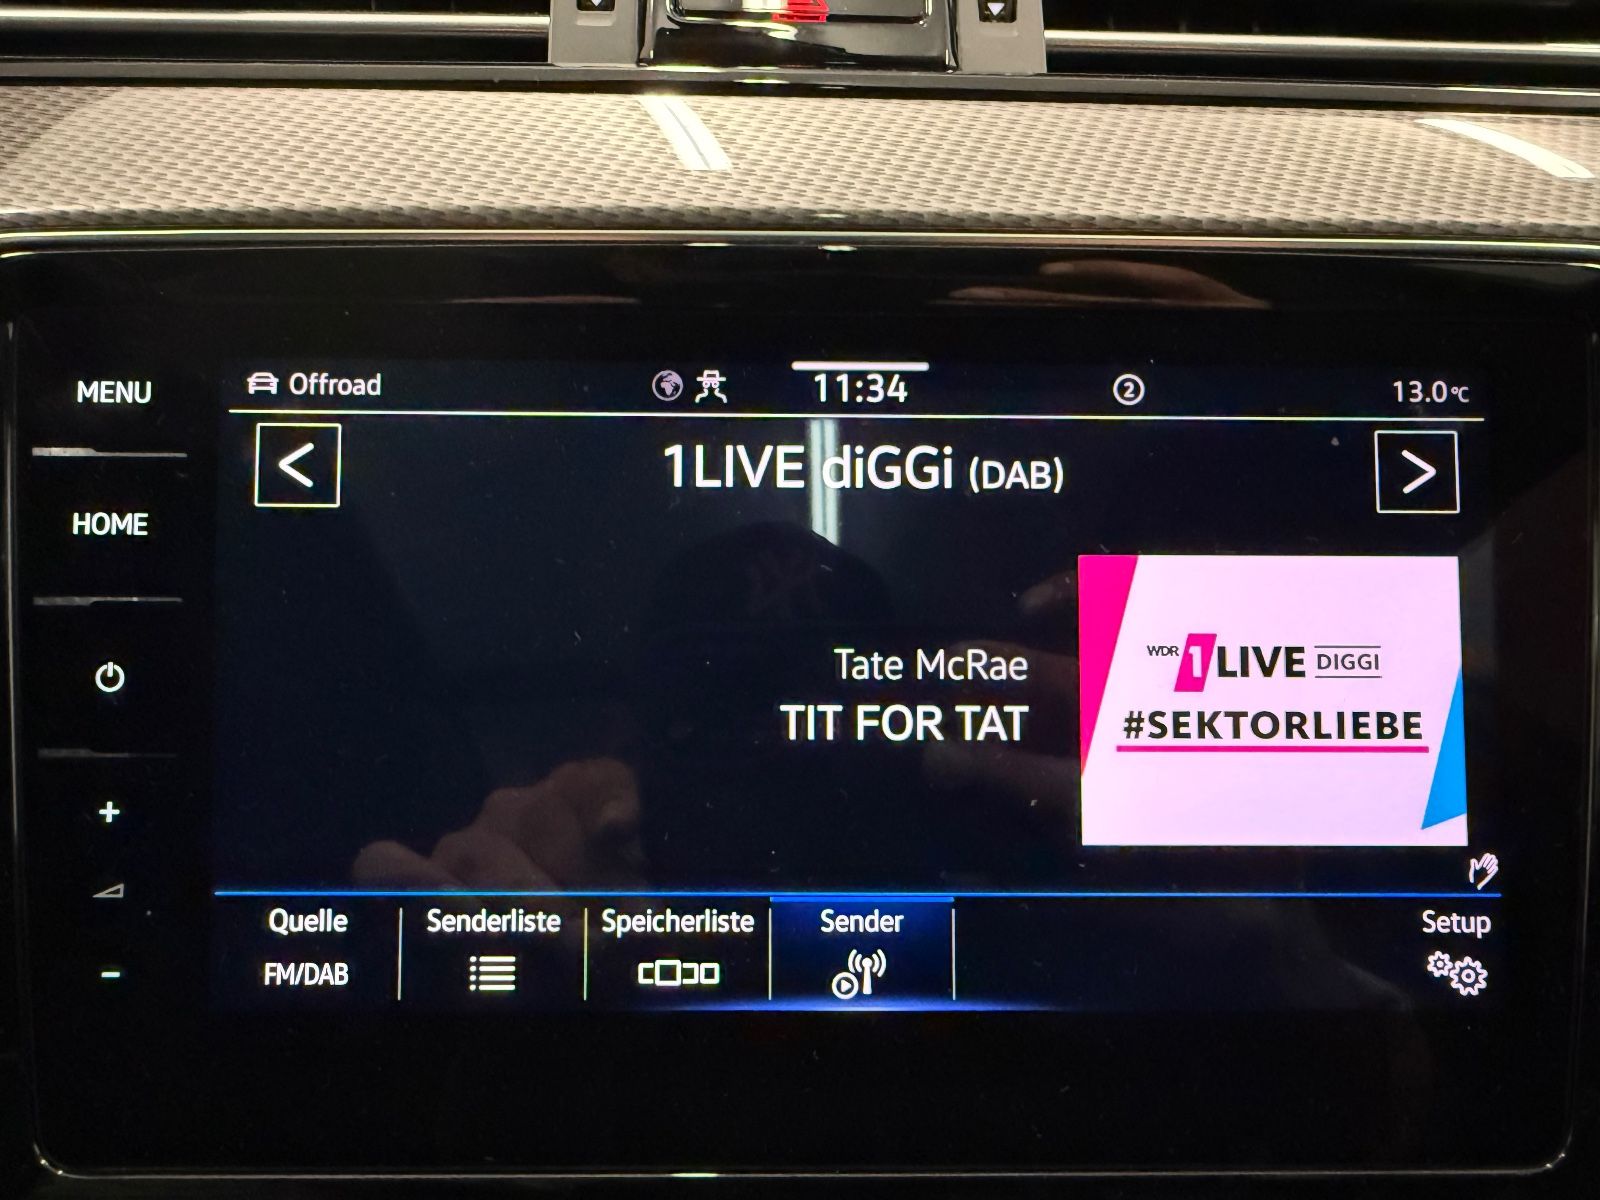 MENU
HOME
+
−
Offroad
11:34
2
13.0°C
<
1LIVE diGGi (DAB)
>
Tate McRae
TIT FOR TAT
WDR 1LIVE DIGGI
#SEKTORLIEBE
Quelle
FM/DAB
Senderliste
Speicherliste
Sender
Setup